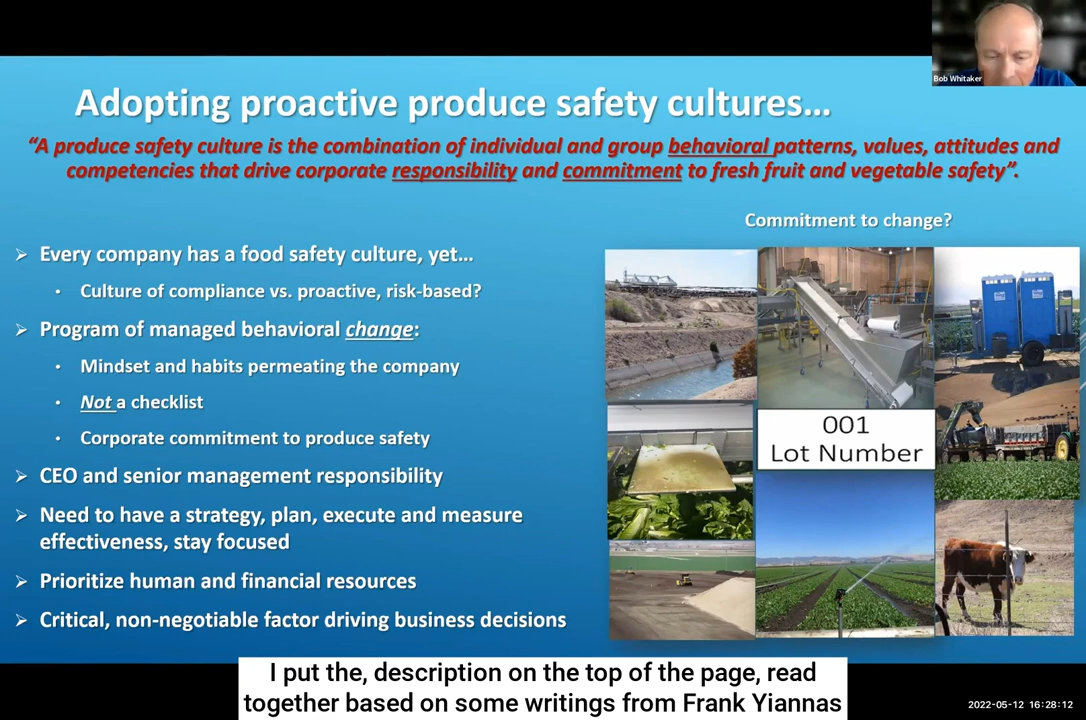 Bob Whitaker
Adopting proactive produce safety cultures...
“A produce safety culture is the combination of individual and group behavioral patterns, values, attitudes and
competencies that drive corporate responsibility and commitment to fresh fruit and vegetable safety”.
Commitment to change?
Every company has a food safety culture, yet...
Culture of compliance vs. proactive, risk-based?
Program of managed behavioral change:
Mindset and habits permeating the company
Not a checklist
Corporate commitment to produce safety
CEO and senior management responsibility
Need to have a strategy, plan, execute and measure
effectiveness, stay focused
Prioritize human and financial resources
Critical, non-negotiable factor driving business decisions
001
Lot Number
I put the, description on the top of the page, read
together based on some writings from Frank Yiannas
2022-05-12 16:28:12